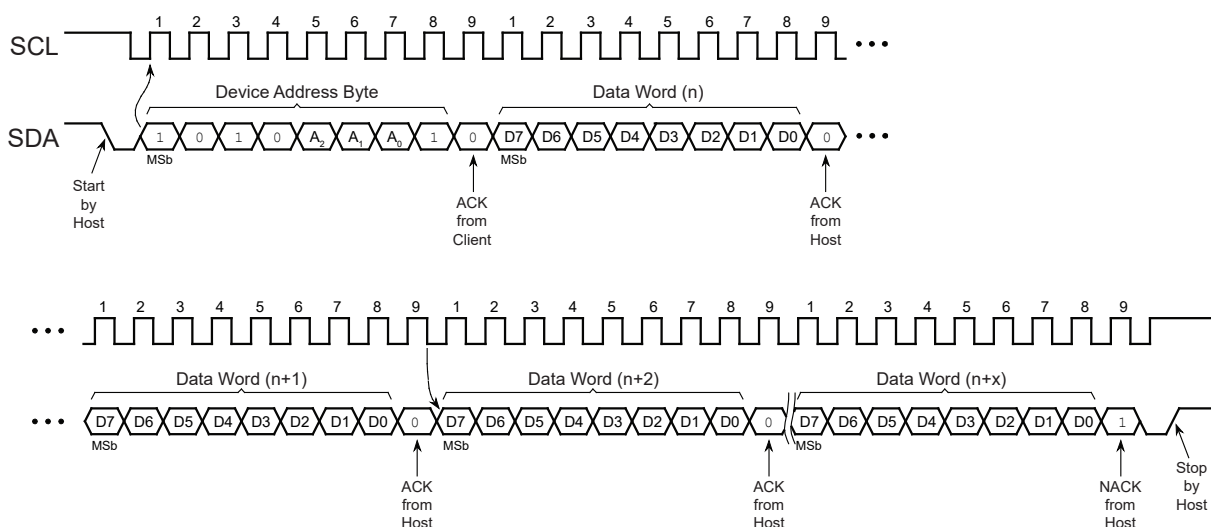 1 2 3 4 5 6 7 8 9 1 2 3 4 5 6 7 8 9
SCL
Device Address Byte Data Word (n)
SDA 1 0 1 0 A2 A1 A0 1 0 D7 D6 D5 D4 D3 D2 D1 D0 0
MSb MSb
Start
by
Host
ACK
from
Client
ACK
from
Host
1 2 3 4 5 6 7 8 9 1 2 3 4 5 6 7 8 9 1 2 3 4 5 6 7 8 9
Data Word (n+1) Data Word (n+2) Data Word (n+x)
D7 D6 D5 D4 D3 D2 D1 D0 0 D7 D6 D5 D4 D3 D2 D1 D0 0 D7 D6 D5 D4 D3 D2 D1 D0 1
MSb MSb MSb
ACK
from
Host
ACK
from
Host
NACK
from
Host
Stop
by
Host